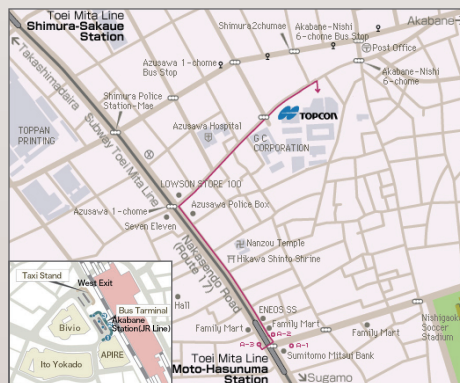 Toei Mita Line
Shimura-Sakaue
Station
Takashimadaira
Shimura 2chumae
Akabane-Nishi
6-chome Bus Stop
Akabane-
Post Office
Azusawa 1-chome
Bus Stop
Akabane-Nishi
6-chome
Shimura Police
Station-Mae
TOPPAN
PRINTING
Subway Toei Mita Line
Azusawa Hospital
TOPCON
G.C.
CORPORATION
LOWSON STORE 100
Azusawa 1-chome
Azusawa Police Box
Seven Eleven
Nakasendo Road
(Route 17)
Nanzou Temple
Hikawa Shinto Shrine
Taxi Stand
West Exit
Bus Tarminal
Akabane
Station(JR Line)
Bivio
Ito Yokado
APIRE
Hall
ENEOS SS
Family Mart
Family Mart
Family Mart
A-2
A-3
A-1
Sumitomo Mitsui Bank
Nishigaok
Soccer
Stadium
Toei Mita Line
Moto-Hasunuma
Station
Sugamo